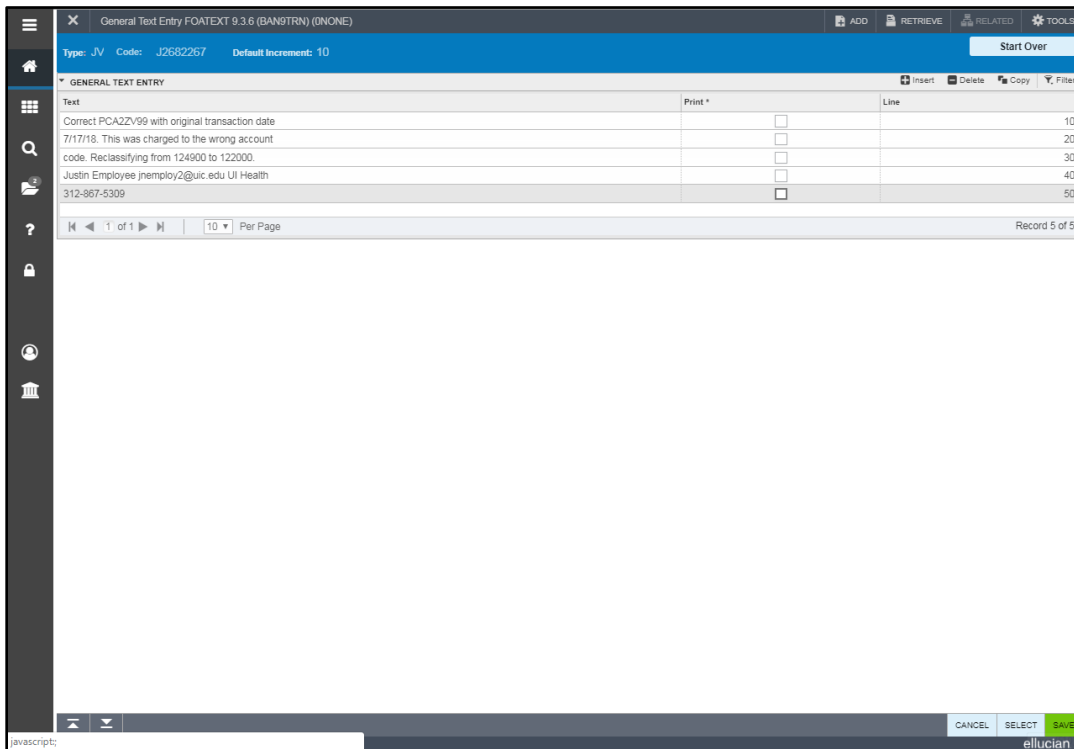 General Text Entry FOATEXT 9.3.6 (BAN9TRN) (0NONE)
ADD
RETRIEVE
RELATED
TOOLS
Type: JV Code: J2682267 Default Increment: 10
Start Over
GENERAL TEXT ENTRY
Insert Delete Copy Filter
Text Print * Line
Correct PCA2ZV99 with original transaction date 10
7/17/18. This was charged to the wrong account 20
code. Reclassifying from 124900 to 122000. 30
Justin Employee jnemploy2@uic.edu UI Health 40
312-867-5309 50
2
1 of 1 10 Per Page Record 5 of 5
CANCEL SELECT SAVE
javascript:;
ellucian